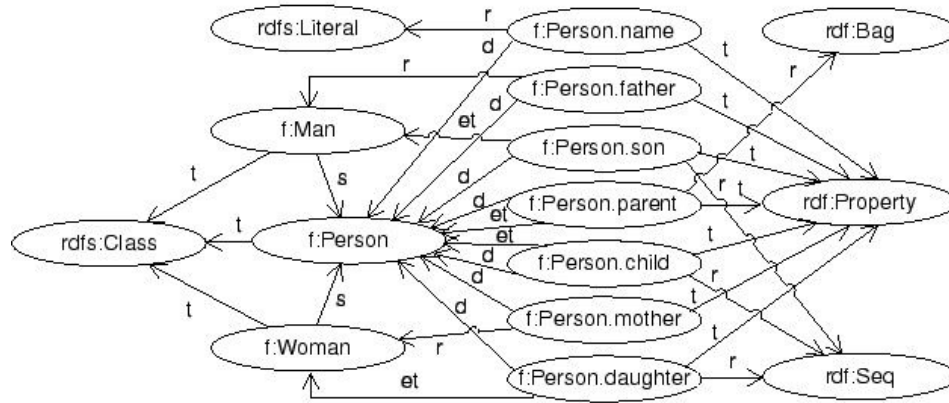 rdfs:Literal
r
f:Person.name
rdf:Bag
d
t
r
r
f:Person.father
d
t
f:Man
et
f:Person.son
t
t
s
d
r
d
f:Person.parent
t
rdf:Property
et
rdfs:Class
t
f:Person
et
f:Person.child
t
d
r
d
s
t
f:Person.mother
t
f:Woman
r
d
t
et
f:Person.daughter
r
rdf:Seq